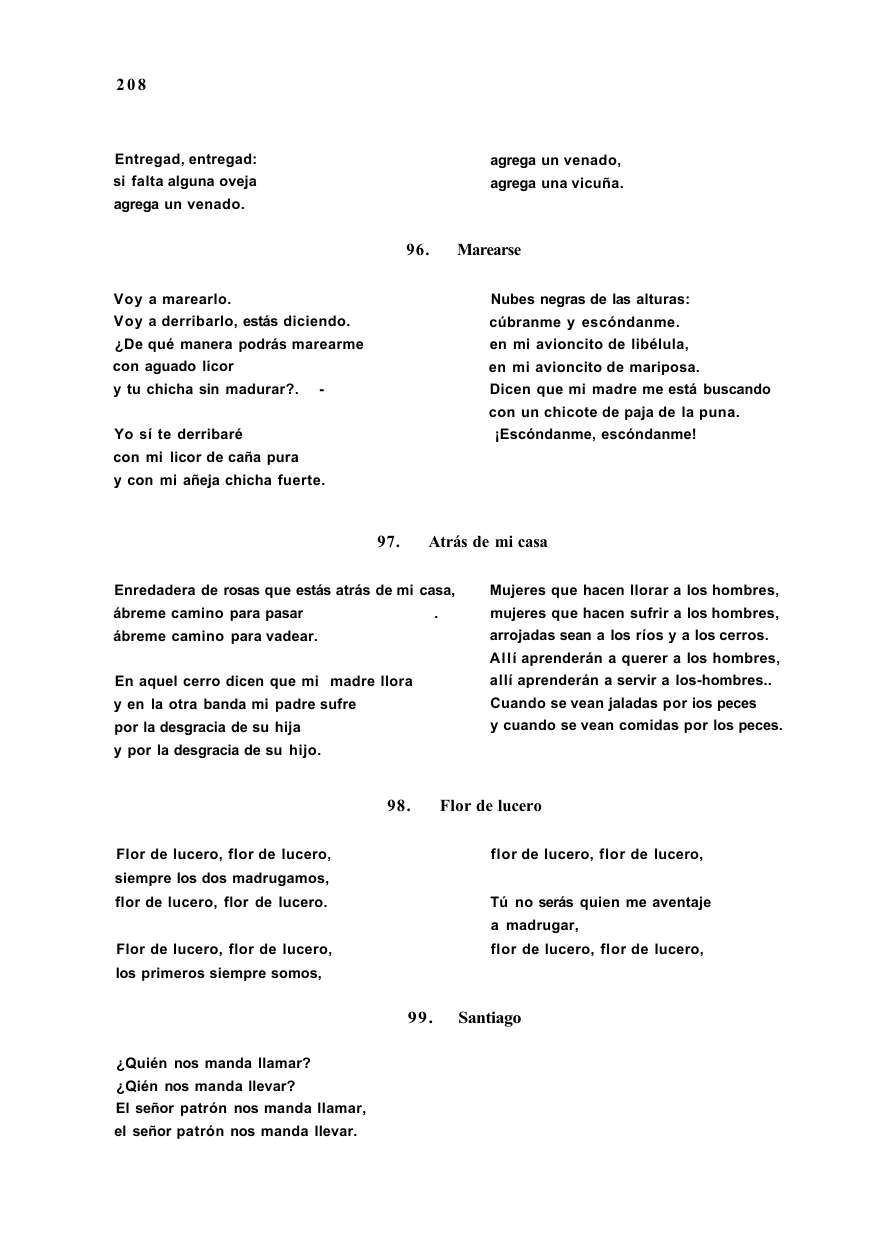 208
Entregad, entregad:
si falta alguna oveja
agrega un venado.
agrega un venado,
agrega una vicuña.
96. Marearse
Voy a marearlo.
Voy a derribarlo, estás diciendo.
¿De qué manera podrás marearme
con aguado licor
y tu chicha sin madurar?. -
Yo sí te derribaré
con mi licor de caña pura
y con mi añeja chicha fuerte.
Nubes negras de las alturas:
cúbranme y escóndanme.
en mi avioncito de libélula,
en mi avioncito de mariposa.
Dicen que mi madre me está buscando
con un chicote de paja de la puna.
¡Escóndanme, escóndanme!
97. Atrás de mi casa
Enredadera de rosas que estás atrás de mi casa,
ábreme camino para pasar .
ábreme camino para vadear.
En aquel cerro dicen que mi madre llora
y en la otra banda mi padre sufre
por la desgracia de su hija
y por la desgracia de su hijo.
Mujeres que hacen llorar a los hombres,
mujeres que hacen sufrir a los hombres,
arrojadas sean a los ríos y a los cerros.
Allí aprenderán a querer a los hombres,
allí aprenderán a servir a los-hombres..
Cuando se vean jaladas por ios peces
y cuando se vean comidas por los peces.
98. Flor de lucero
Flor de lucero, flor de lucero,
siempre los dos madrugamos,
flor de lucero, flor de lucero.
Flor de lucero, flor de lucero,
los primeros siempre somos,
flor de lucero, flor de lucero,
Tú no serás quien me aventaje
a madrugar,
flor de lucero, flor de lucero,
99. Santiago
¿Quién nos manda llamar?
¿Qién nos manda llevar?
El señor patrón nos manda llamar,
el señor patrón nos manda llevar.